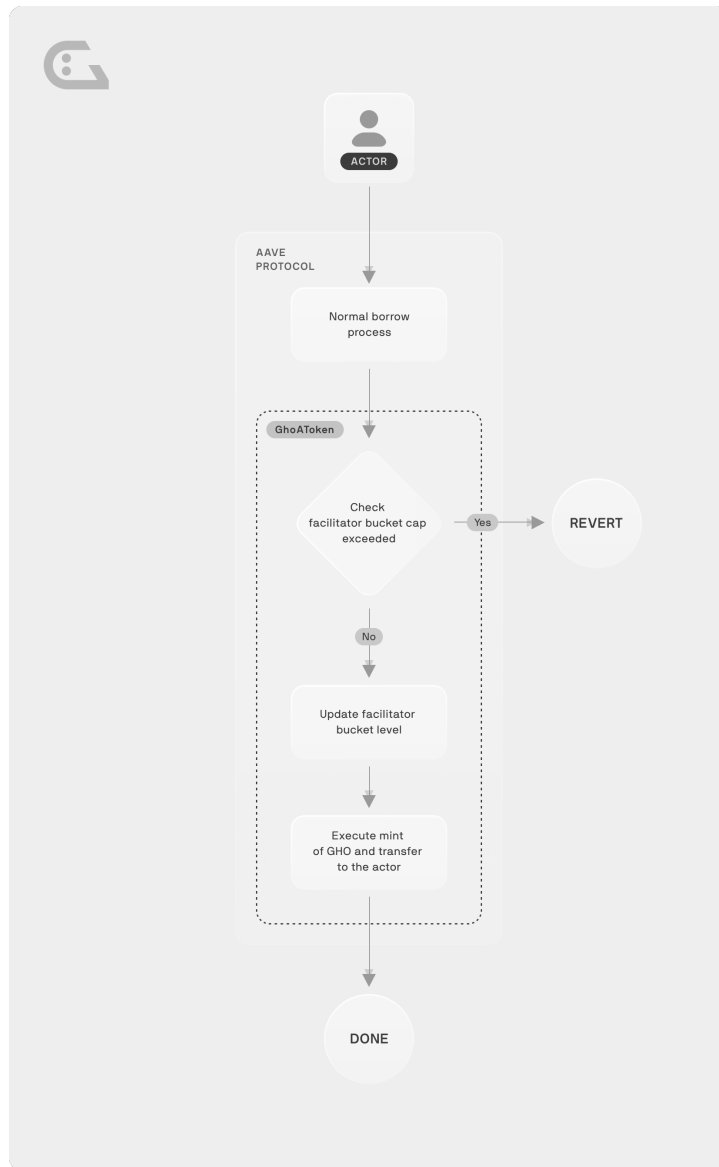 ACTOR
AAVE
PROTOCOL
Normal borrow
process
GhoAToken
Check
facilitator bucket cap
exceeded
Yes
REVERT
No
Update facilitator
bucket level
Execute mint
of GHO and transfer
to the actor
DONE